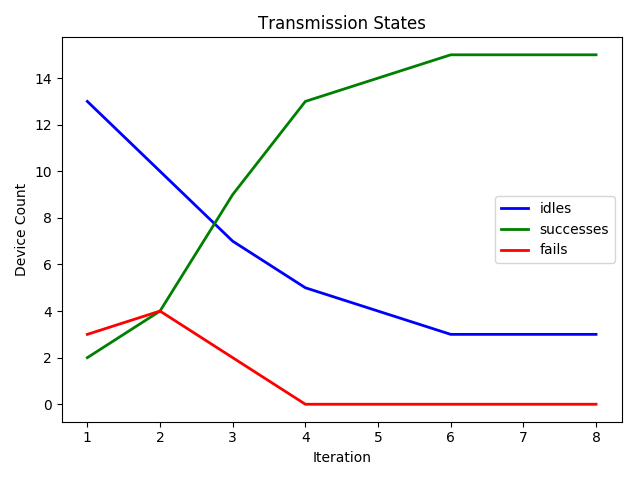 Transmission States
Device Count
14
12
10
8
6
4
2
0
idles
successes
fails
1 2 3 4 5 6 7 8
Iteration